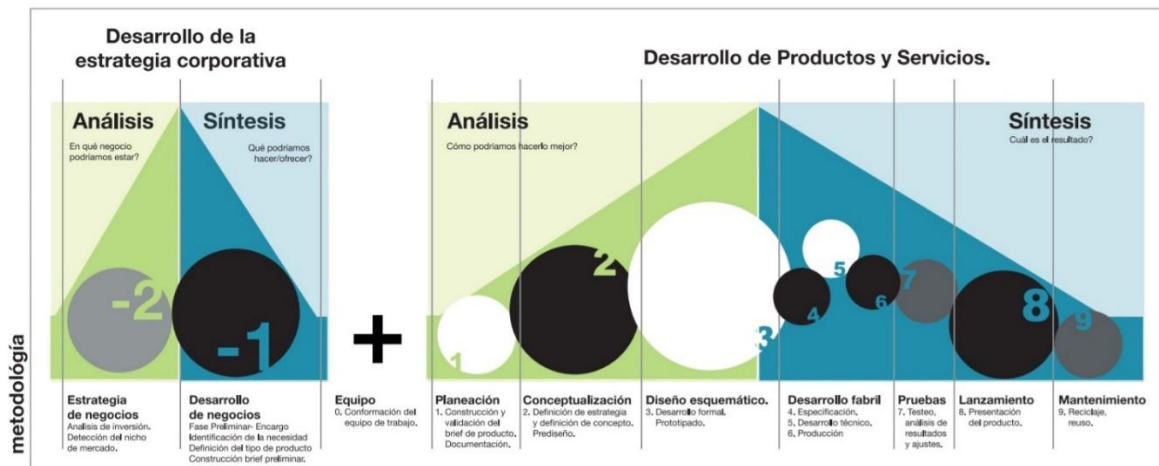 Desarrollo de la
estrategia corporativa
Desarrollo de Productos y Servicios.
Análisis
En qué negocio
podríamos estar?
Síntesis
Qué podriamos
hacer/ofrecer?
Análisis
Cómo podriamos hacerlo mejor?
Síntesis
Cuál es el resultado?
-2
-1
+
1
2
3
4
5
6
7
8
9
metodológía
Estrategia
de negocios
Analisis de inversión.
Detección del nicho
de mercado.
Desarrollo
de negocios
Fase Preliminar- Encargo
Identificación de la necesidad
Definición del tipo de producto
Construcción brief preliminar.
Equipo
0. Conformación del
equipo de trabajo.
Planeación
1. Construcción y
validación del
brief de producto.
Documentación.
Conceptualización
2. Definición de estrategia
y definición de concepto.
Prediseño.
Diseño esquemático.
3. Desarrollo formal.
Prototipado.
Desarrollo fabril
4. Especificación.
5. Desarrollo técnico.
6. Producción
Pruebas
7. Testeo,
análisis de
resultados
y ajustes.
Lanzamiento
8. Presentación
del producto.
Mantenimiento
9. Reciclaje,
reuso.